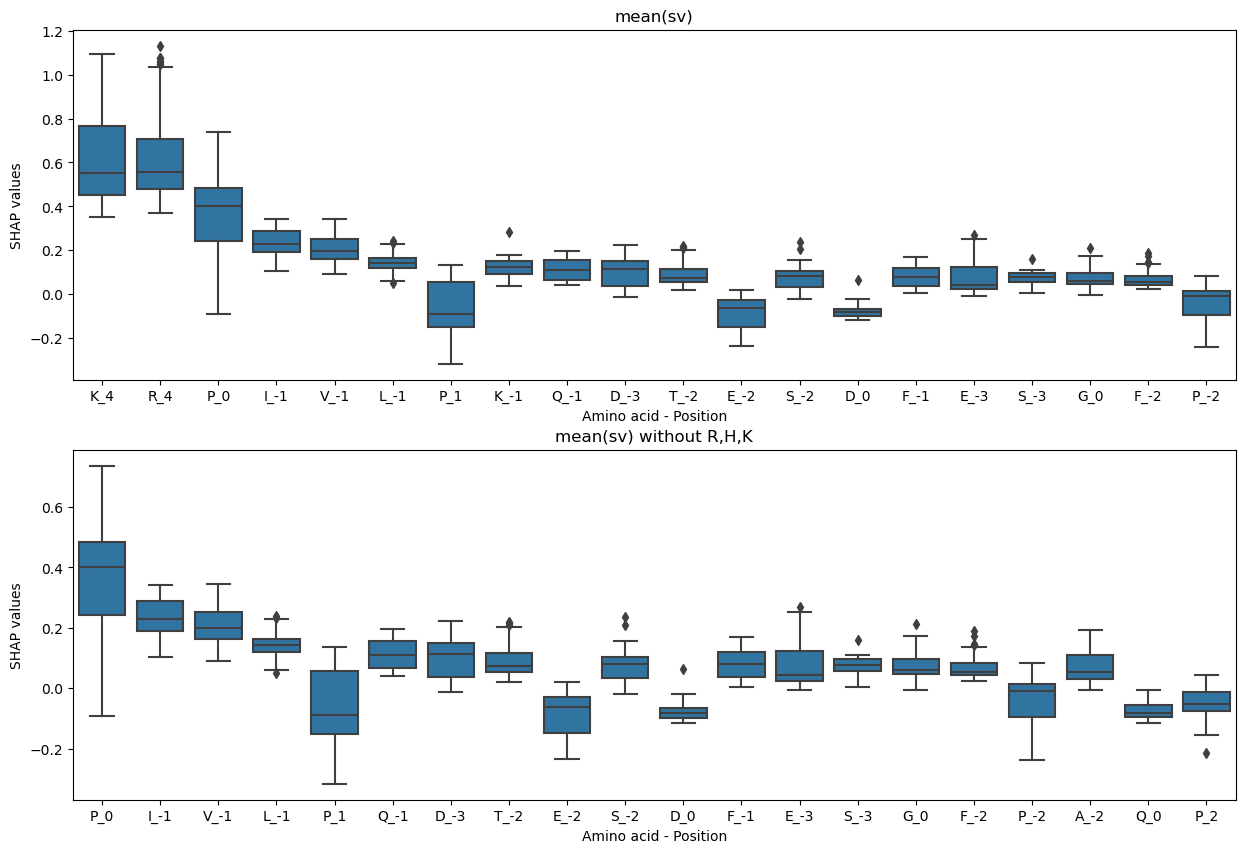 mean(sv)
SHAP values
1.2
1.0
0.8
0.6
0.4
0.2
0.0
−0.2
K_4 R_4 P_0 I_-1 V_-1 L_-1 P_1 K_-1 Q_-1 D_-3 T_-2 E_-2 S_-2 D_0 F_-1 E_-3 S_-3 G_0 F_-2 P_-2
Amino acid - Position
mean(sv) without R,H,K
SHAP values
0.6
0.4
0.2
0.0
−0.2
P_0 I_-1 V_-1 L_-1 P_1 Q_-1 D_-3 T_-2 E_-2 S_-2 D_0 F_-1 E_-3 S_-3 G_0 F_-2 P_-2 A_-2 Q_0 P_2
Amino acid - Position